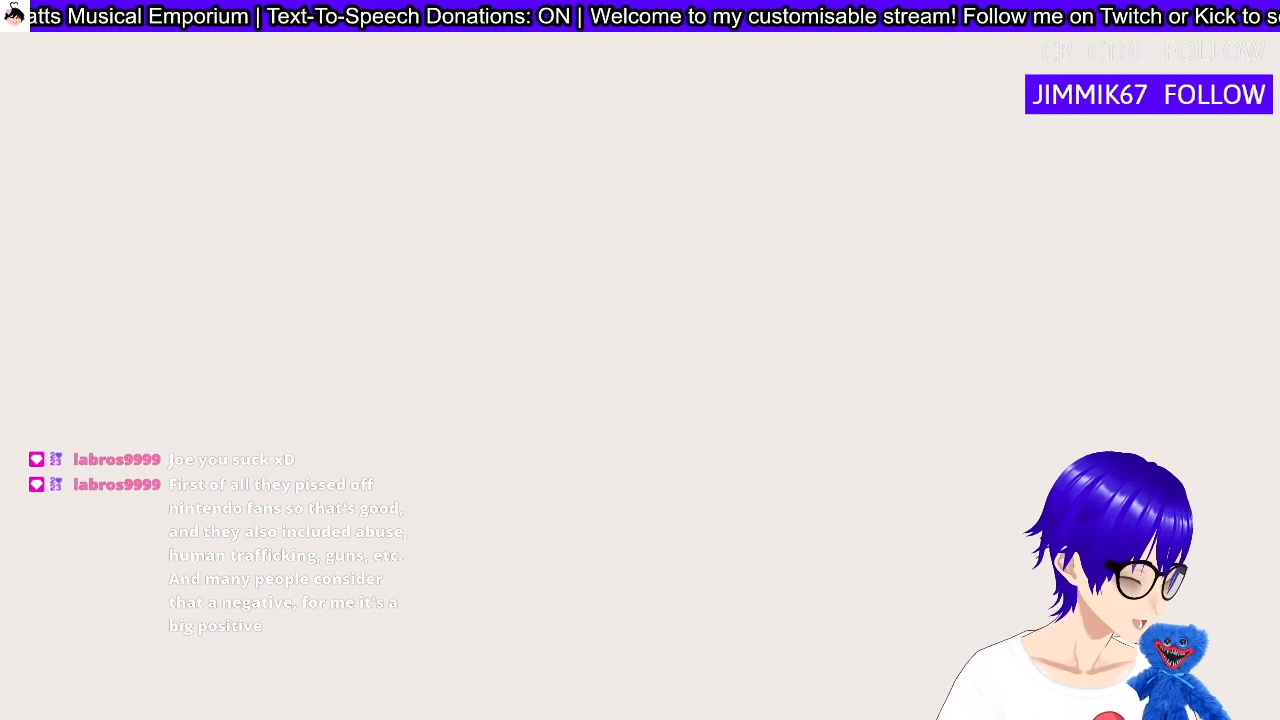 atts Musical Emporium | Text-To-Speech Donations: ON | Welcome to my customisable stream! Follow me on Twitch or Kick to s
CB_CTRL FOLLOW
JIMMIK67 FOLLOW
labros9999 Joe you suck xD
labros9999 First of all they pissed off
nintendo fans so that's good,
and they also included abuse,
human trafficking, guns, etc.
And many people consider
that a negative, for me it's a
big positive